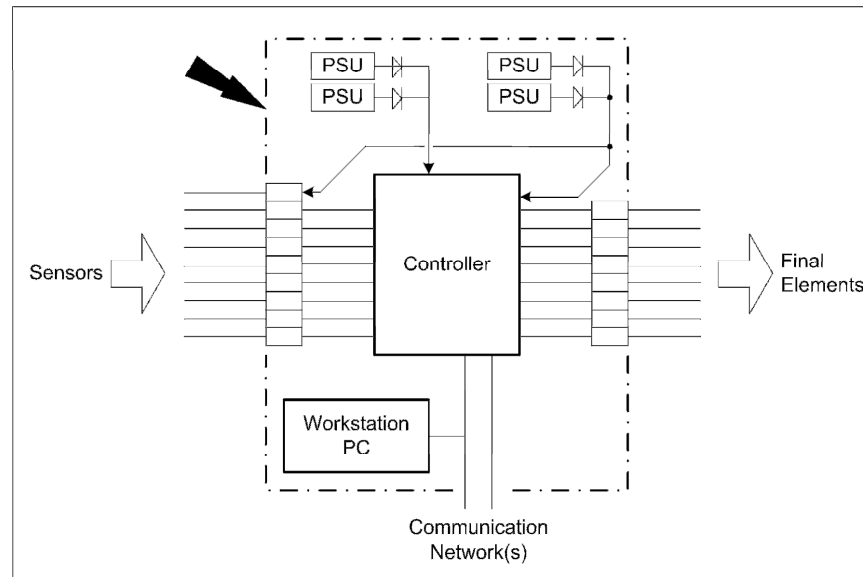 PSU
PSU
PSU
PSU
Sensors
Controller
Final
Elements
Workstation
PC
Communication
Network(s)